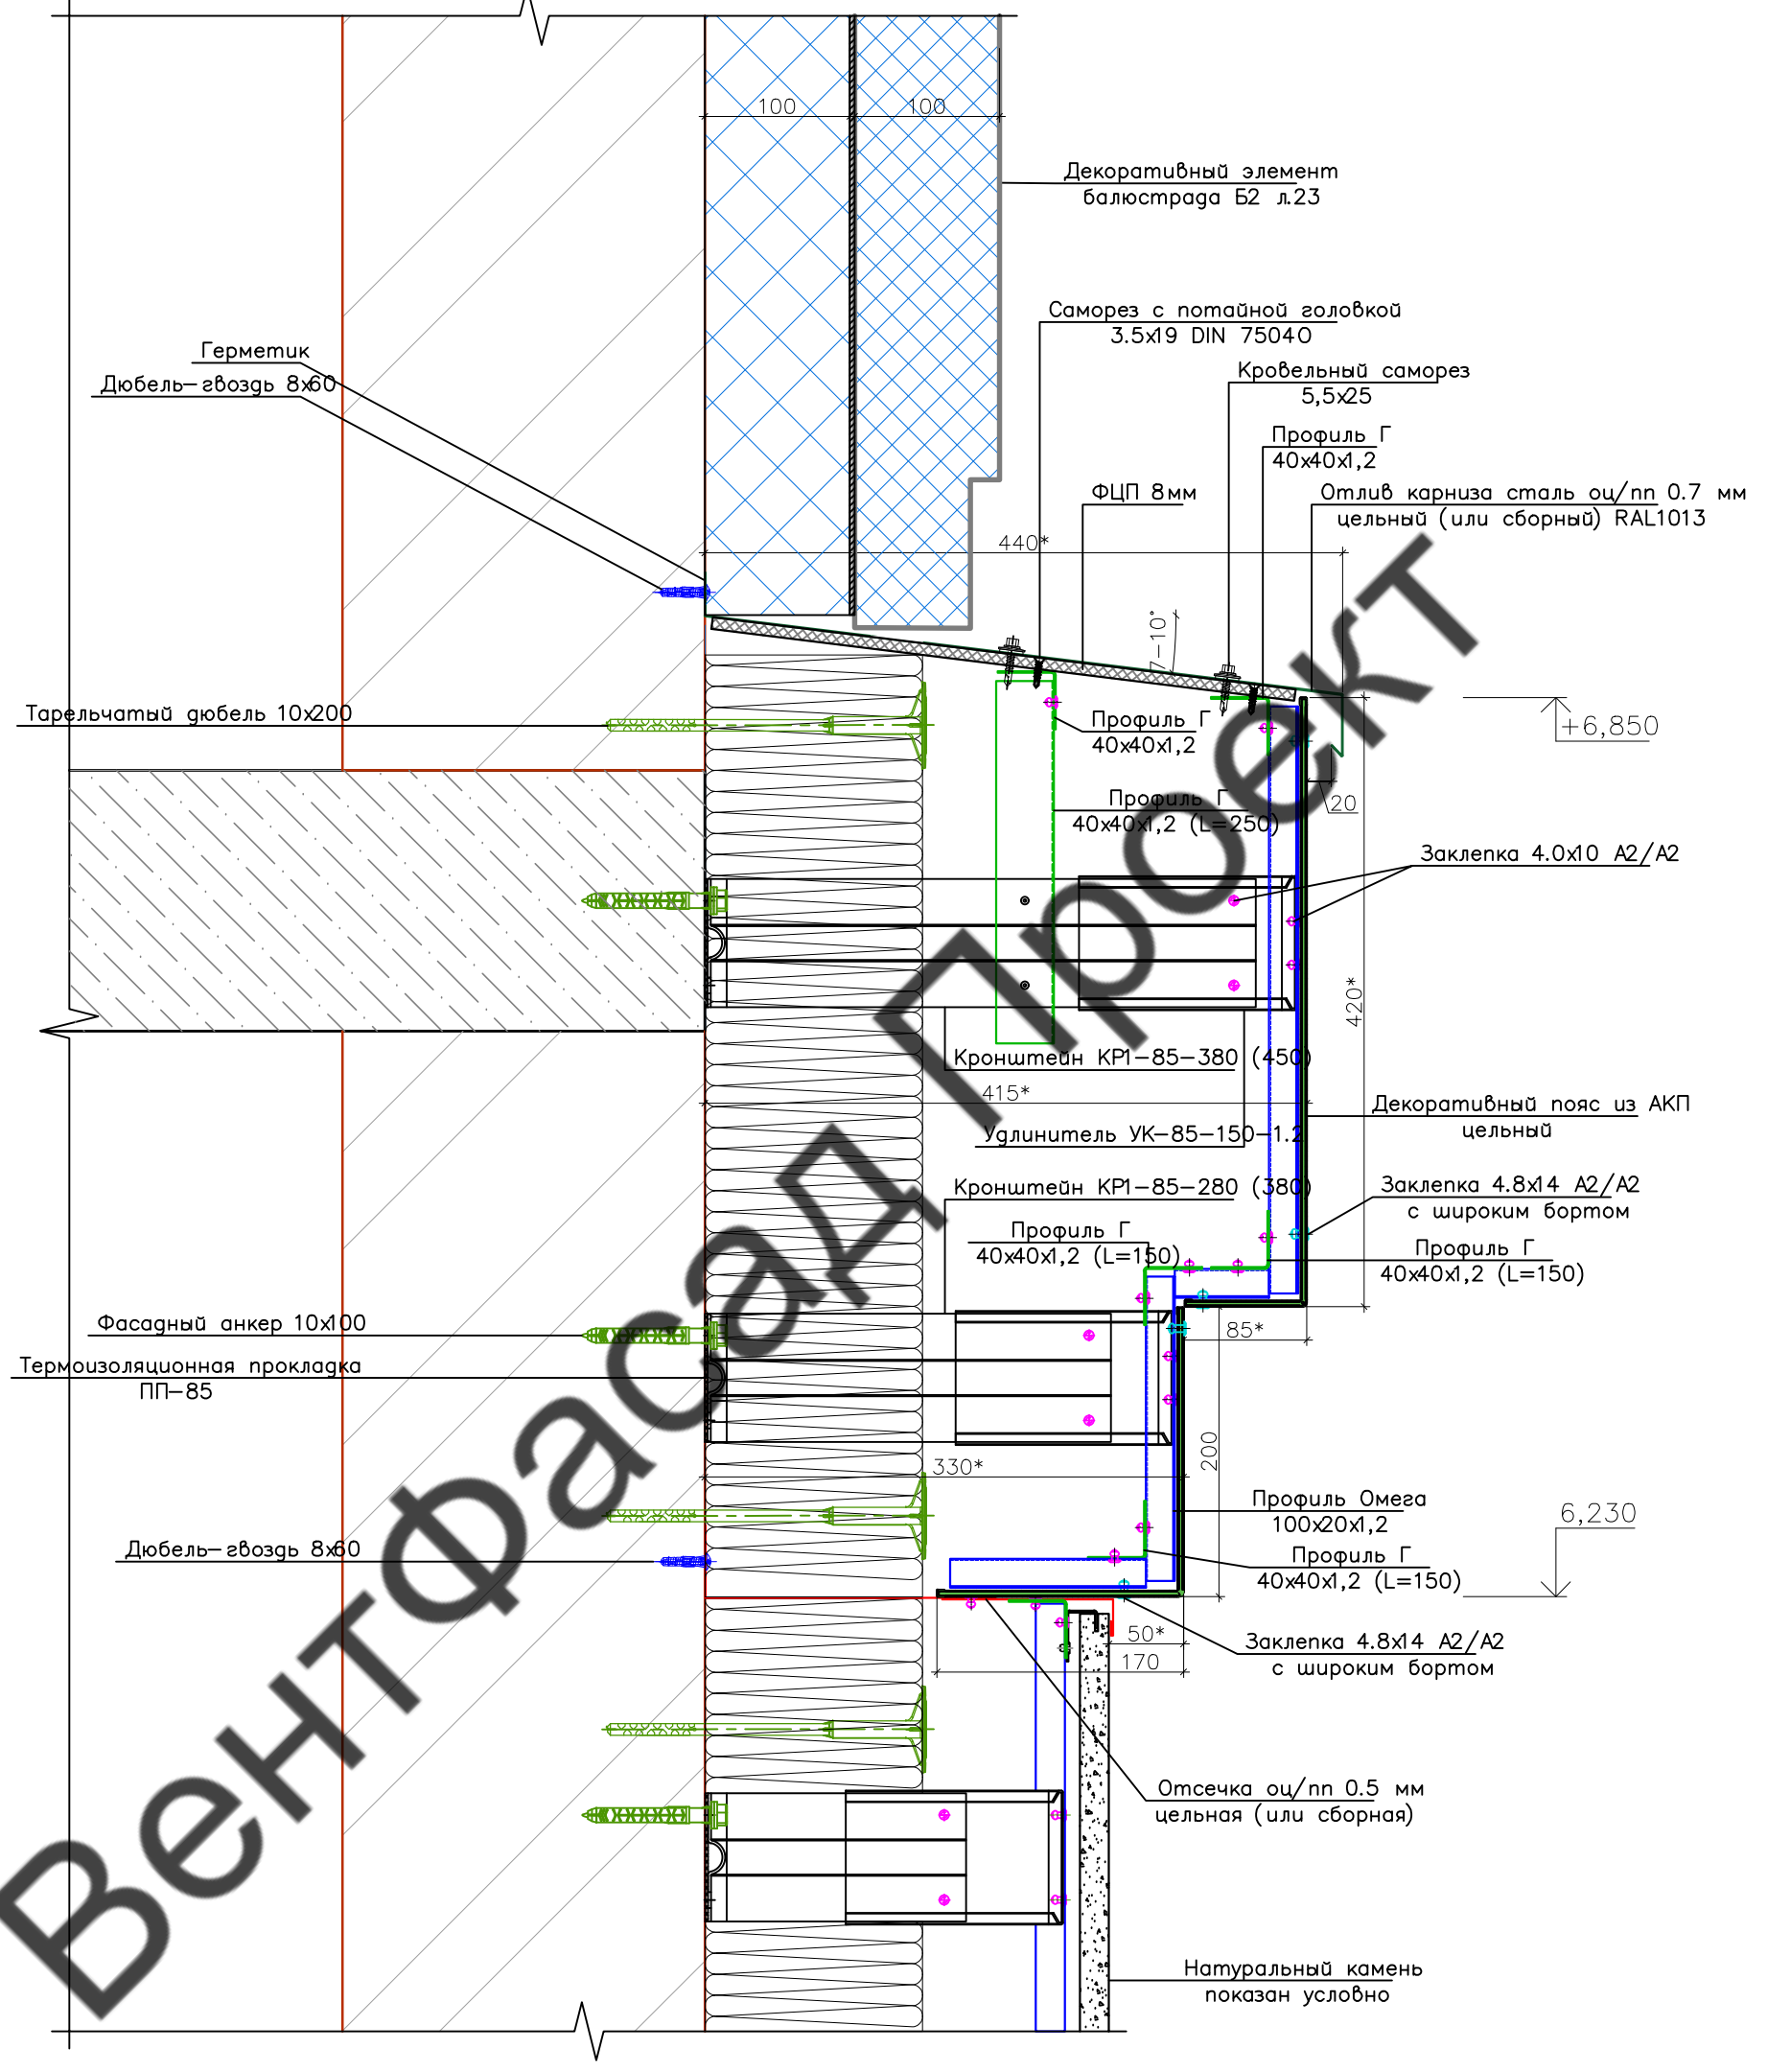 100
100
Декоративный элемент
балюстрада Б2 л.23
Саморез с потайной головкой
3.5х19 DIN 7504О
Герметик
Дюбель-гвоздь 8х60
Кровельный саморез
5,5х25
Профиль Г
40х40х1,2
ФЦП 8мм
Отлив карниза сталь оц/пп 0.7 мм
цельный (или сборный) RAL1013
440*
7-10°
Тарельчатый дюбель 10х200
Профиль Г
40х40х1,2
+6,850
20
Профиль Г
40х40х1,2 (L=250)
Заклепка 4.0х10 А2/А2
420*
Кронштейн КР1-85-380 (450)
415*
Декоративный пояс из АКП
цельный
Удлинитель УК-85-150-1.2
Кронштейн КР1-85-280 (380)
Заклепка 4.8х14 А2/А2
с широким бортом
Профиль Г
40х40х1,2 (L=150)
Профиль Г
40х40х1,2 (L=150)
Фасадный анкер 10х100
85*
Термоизоляционная прокладка
ПП-85
200
330*
Профиль Омега
100х20х1,2
6,230
Дюбель-гвоздь 8х60
Профиль Г
40х40х1,2 (L=150)
50*
Заклепка 4.8х14 А2/А2
с широким бортом
170
Отсечка оц/пп 0.5 мм
цельная (или сборная)
Натуральный камень
показан условно
ВентФасад Проект